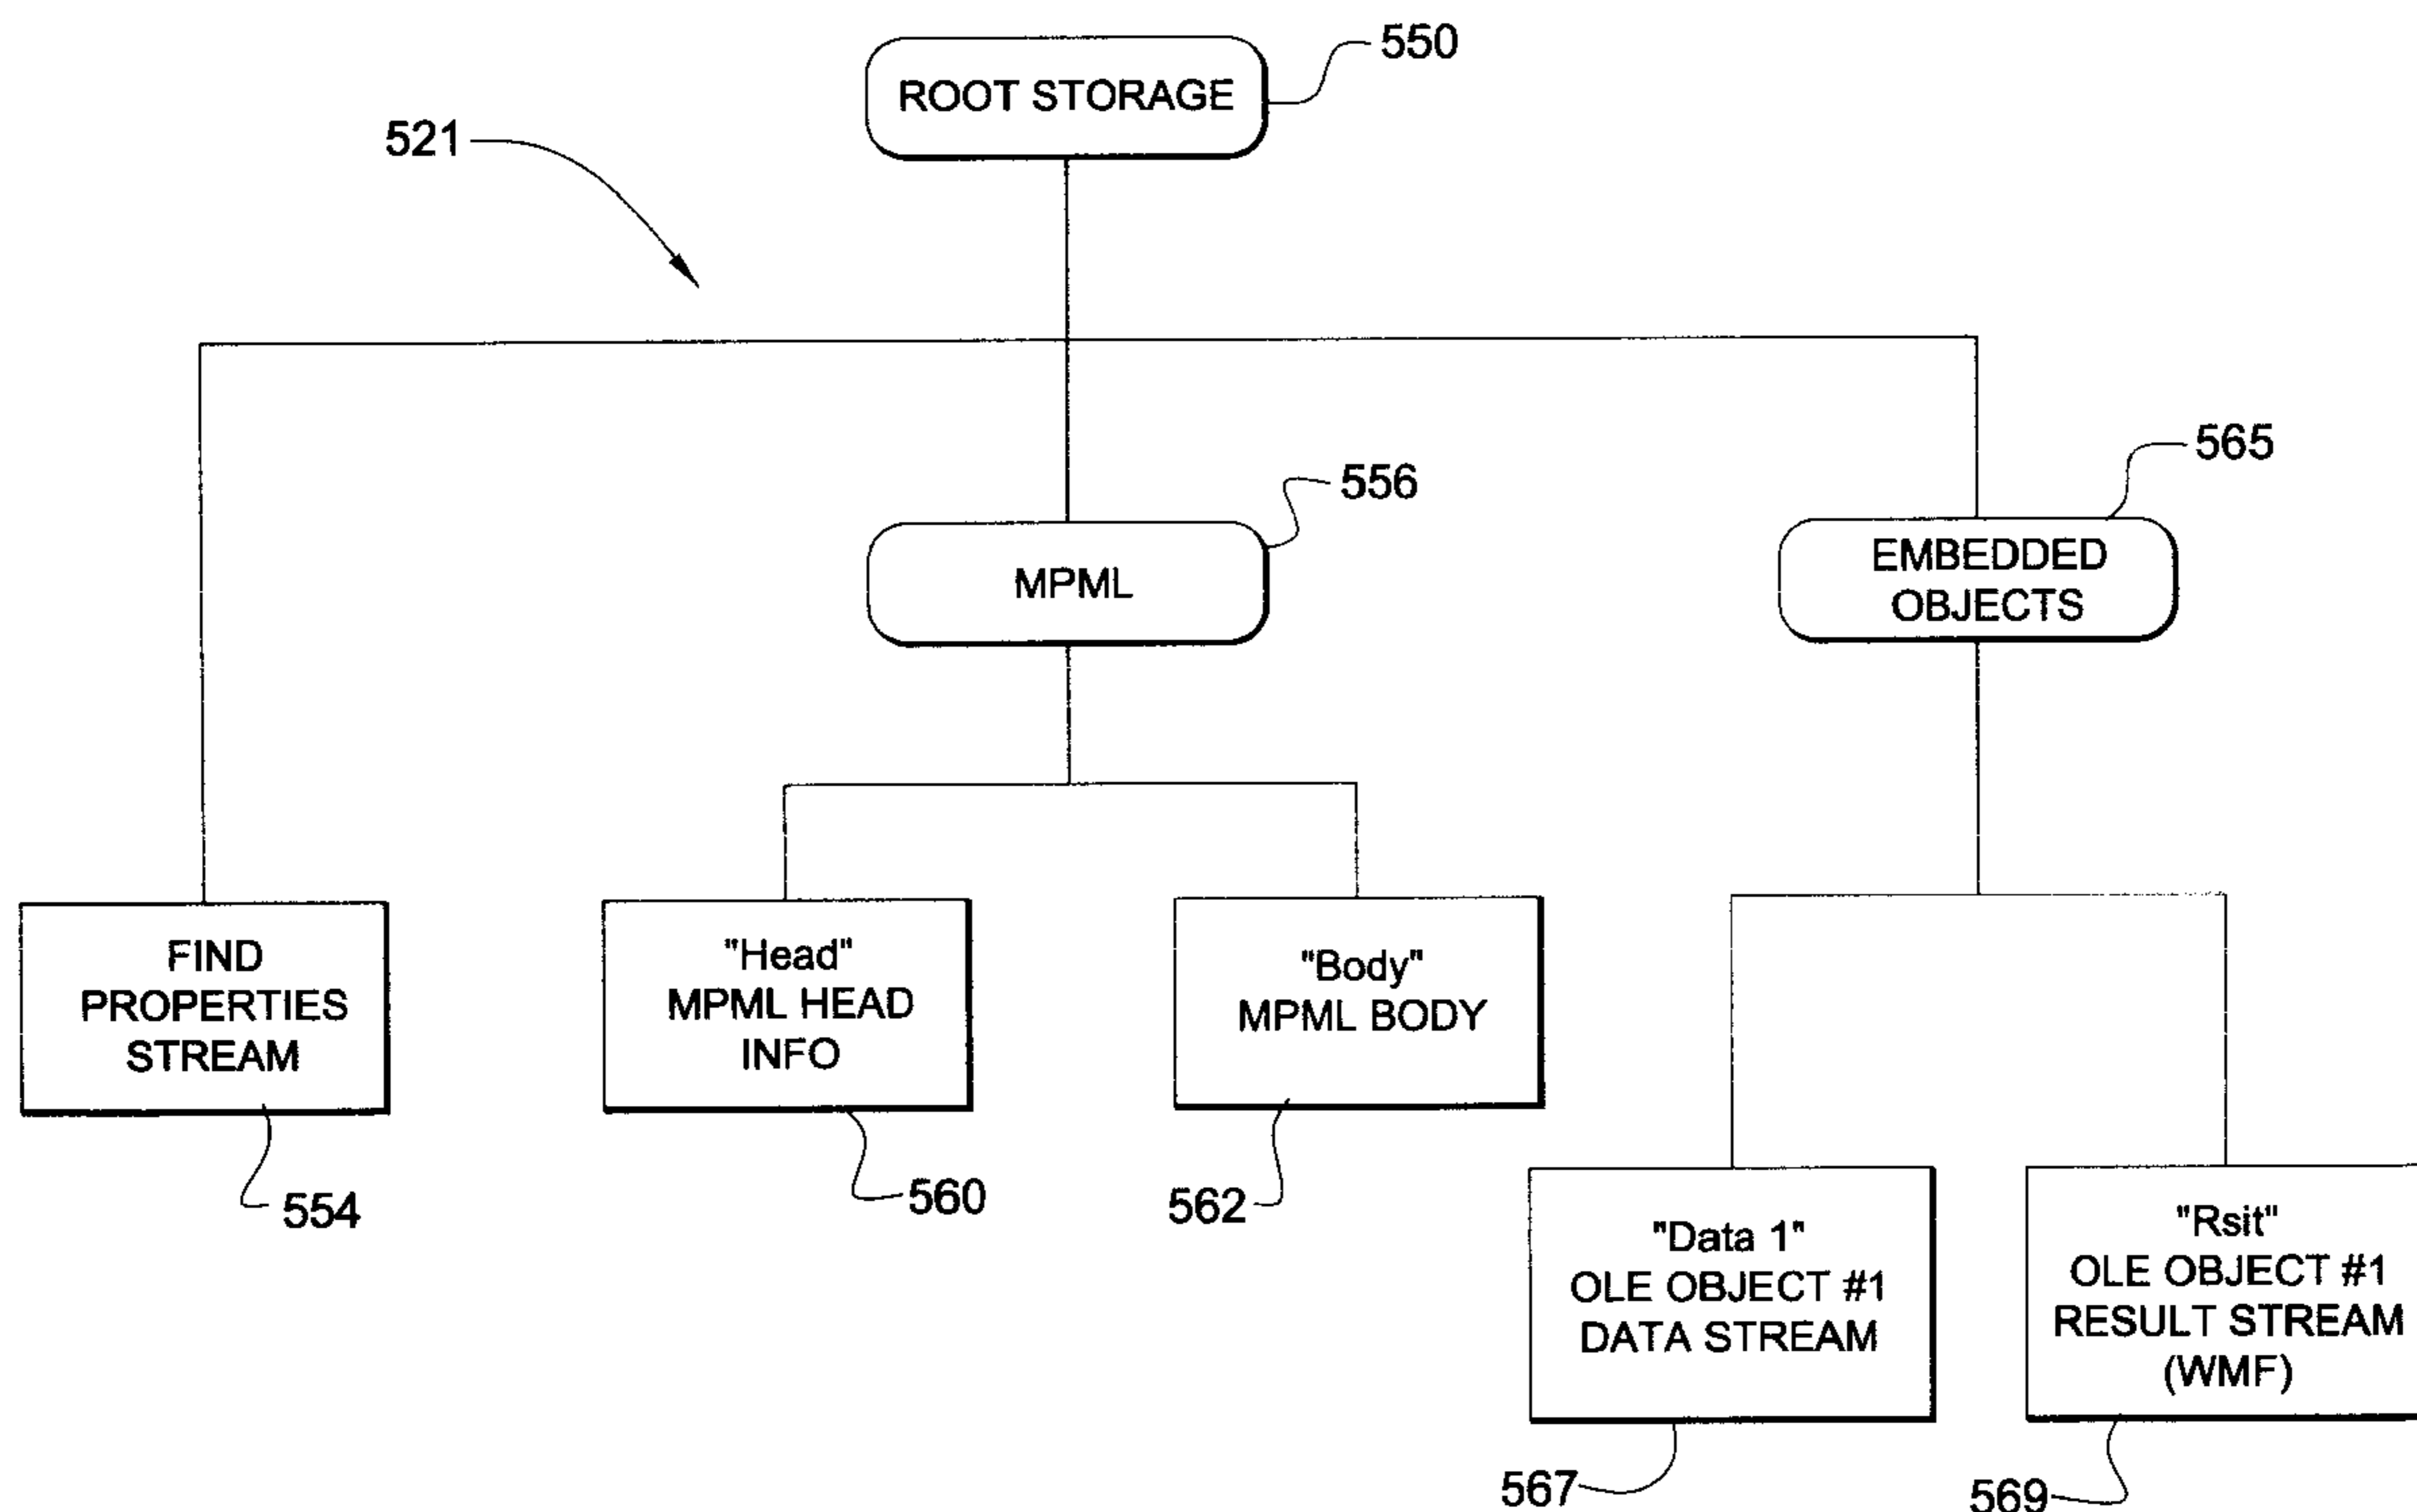 550
ROOT STORAGE
521
565
556
EMBEDDED
OBJECTS
MPML
FIND
PROPERTIES
STREAM
"Head"
MPML HEAD
INFO
"Body"
MPML BODY
554
560
562
"Data 1"
OLE OBJECT #1
DATA STREAM
"Rsit"
OLE OBJECT #1
RESULT STREAM
(WMF)
567
569